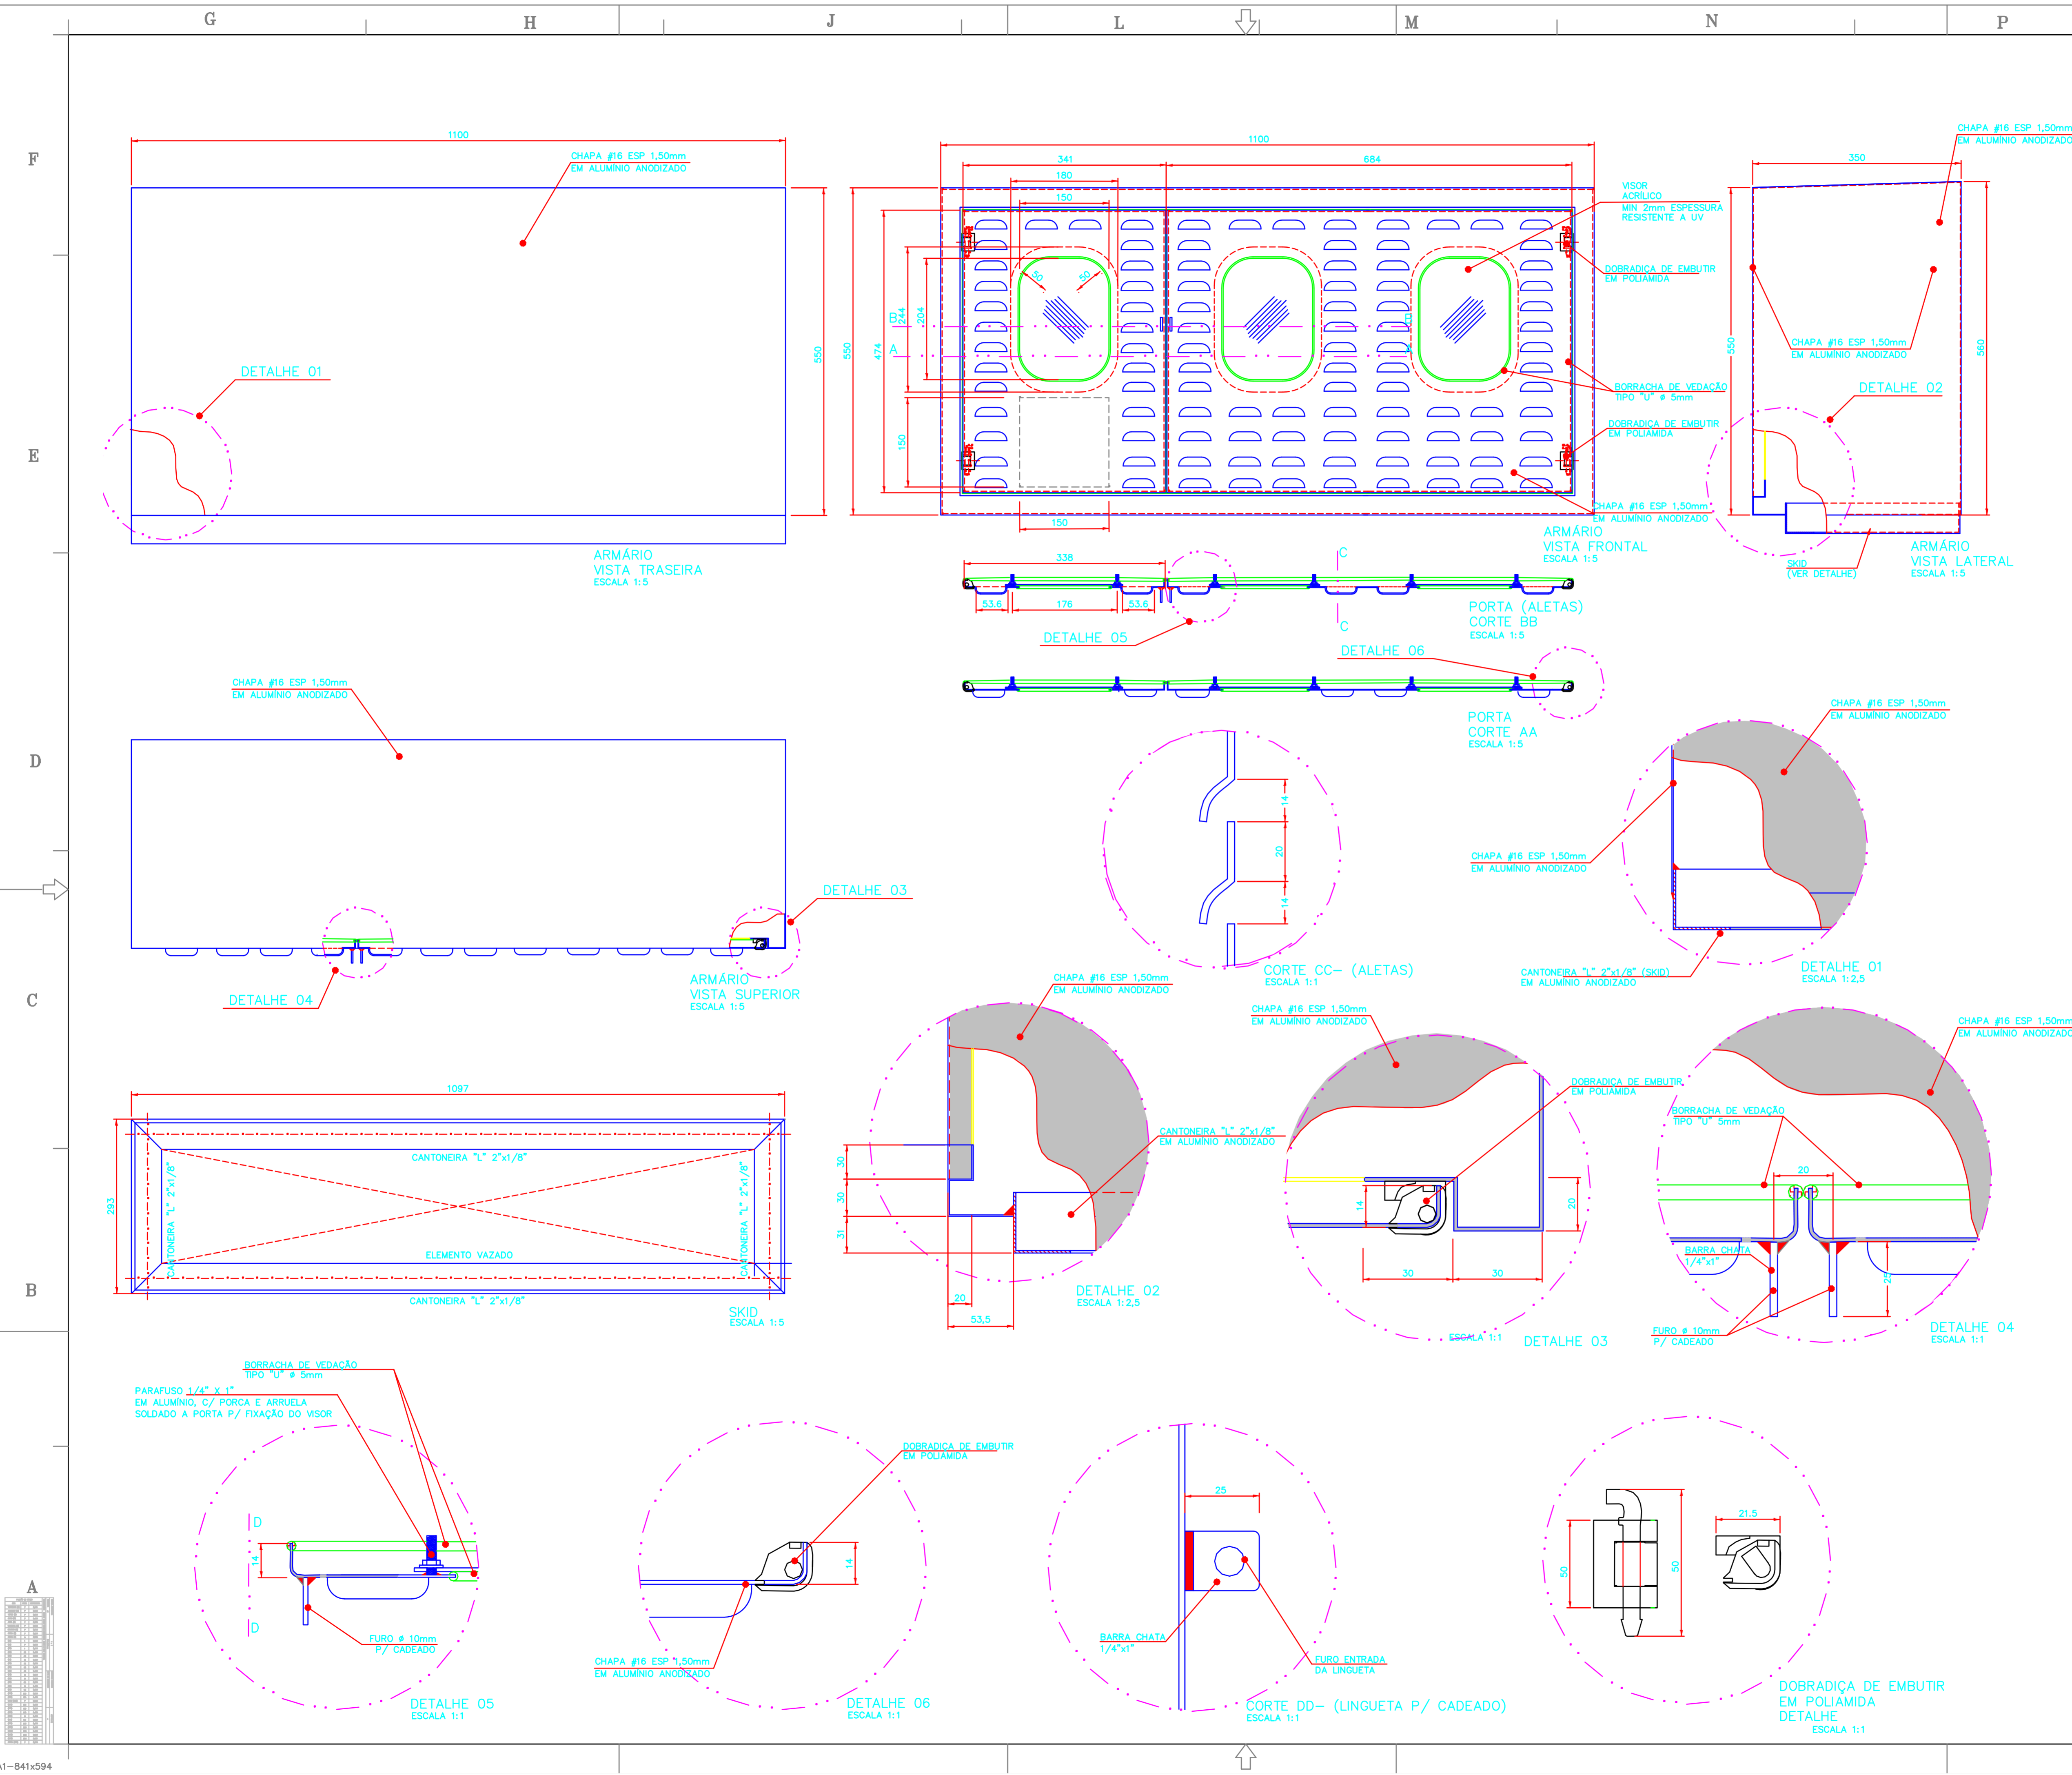 G
H
J
L
M
N
P
F
E
D
C
B
A
1100
CHAPA #16 ESP 1,50mm
EM ALUMÍNIO ANODIZADO
550
DETALHE 01
ARMÁRIO
VISTA TRASEIRA
ESCALA 1:5
1100
341
684
180
150
50
50
550
474
244
204
150
150
B
A
VISOR
ACRÍLICO
MIN 2mm ESPESSURA
RESISTENTE A UV
DOBRADIÇA DE EMBUTIR
EM POLIAMIDA
BORRACHA DE VEDAÇÃO
TIPO "U" ø 5mm
DOBRADIÇA DE EMBUTIR
EM POLIAMIDA
CHAPA #16 ESP 1,50mm
EM ALUMÍNIO ANODIZADO
ARMÁRIO
VISTA FRONTAL
ESCALA 1:5
CHAPA #16 ESP 1,50mm
EM ALUMÍNIO ANODIZADO
350
550
560
CHAPA #16 ESP 1,50mm
EM ALUMÍNIO ANODIZADO
DETALHE 02
SKID
(VER DETALHE)
ARMÁRIO
VISTA LATERAL
ESCALA 1:5
338
53.6
176
53.6
C
C
DETALHE 05
PORTA (ALETAS)
CORTE BB
ESCALA 1:5
DETALHE 06
PORTA
CORTE AA
ESCALA 1:5
CHAPA #16 ESP 1,50mm
EM ALUMÍNIO ANODIZADO
DETALHE 03
DETALHE 04
ARMÁRIO
VISTA SUPERIOR
ESCALA 1:5
14
20
14
CORTE CC- (ALETAS)
ESCALA 1:1
CHAPA #16 ESP 1,50mm
EM ALUMÍNIO ANODIZADO
CHAPA #16 ESP 1,50mm
EM ALUMÍNIO ANODIZADO
CANTONEIRA "L" 2"x1/8" (SKID)
EM ALUMÍNIO ANODIZADO
DETALHE 01
ESCALA 1:2,5
1097
293
CANTONEIRA "L" 2"x1/8"
CANTONEIRA "L" 2"x1/8"
CANTONEIRA "L" 2"x1/8"
ELEMENTO VAZADO
CANTONEIRA "L" 2"x1/8"
SKID
ESCALA 1:5
CHAPA #16 ESP 1,50mm
EM ALUMÍNIO ANODIZADO
CANTONEIRA "L" 2"x1/8"
EM ALUMÍNIO ANODIZADO
30
30
31
20
53,5
DETALHE 02
ESCALA 1:2,5
CHAPA #16 ESP 1,50mm
EM ALUMÍNIO ANODIZADO
DOBRADIÇA DE EMBUTIR
EM POLIAMIDA
14
20
30
30
ESCALA 1:1
DETALHE 03
CHAPA #16 ESP 1,50mm
EM ALUMÍNIO ANODIZADO
BORRACHA DE VEDAÇÃO
TIPO "U" 5mm
20
BARRA CHATA
1/4"x1"
25
FURO ø 10mm
P/ CADEADO
DETALHE 04
ESCALA 1:1
BORRACHA DE VEDAÇÃO
TIPO "U" ø 5mm
PARAFUSO 1/4" X 1"
EM ALUMÍNIO, C/ PORCA E ARRUELA
SOLDADO A PORTA P/ FIXAÇÃO DO VISOR
D
14
D
FURO ø 10mm
P/ CADEADO
DETALHE 05
ESCALA 1:1
DOBRADIÇA DE EMBUTIR
EM POLIAMIDA
14
CHAPA #16 ESP 1,50mm
EM ALUMÍNIO ANODIZADO
DETALHE 06
ESCALA 1:1
25
BARRA CHATA
1/4"x1"
FURO ENTRADA
DA LINGUETA
CORTE DD- (LINGUETA P/ CADEADO)
ESCALA 1:1
50
50
21.5
DOBRADIÇA DE EMBUTIR
EM POLIAMIDA
DETALHE
ESCALA 1:1
A1-841x594